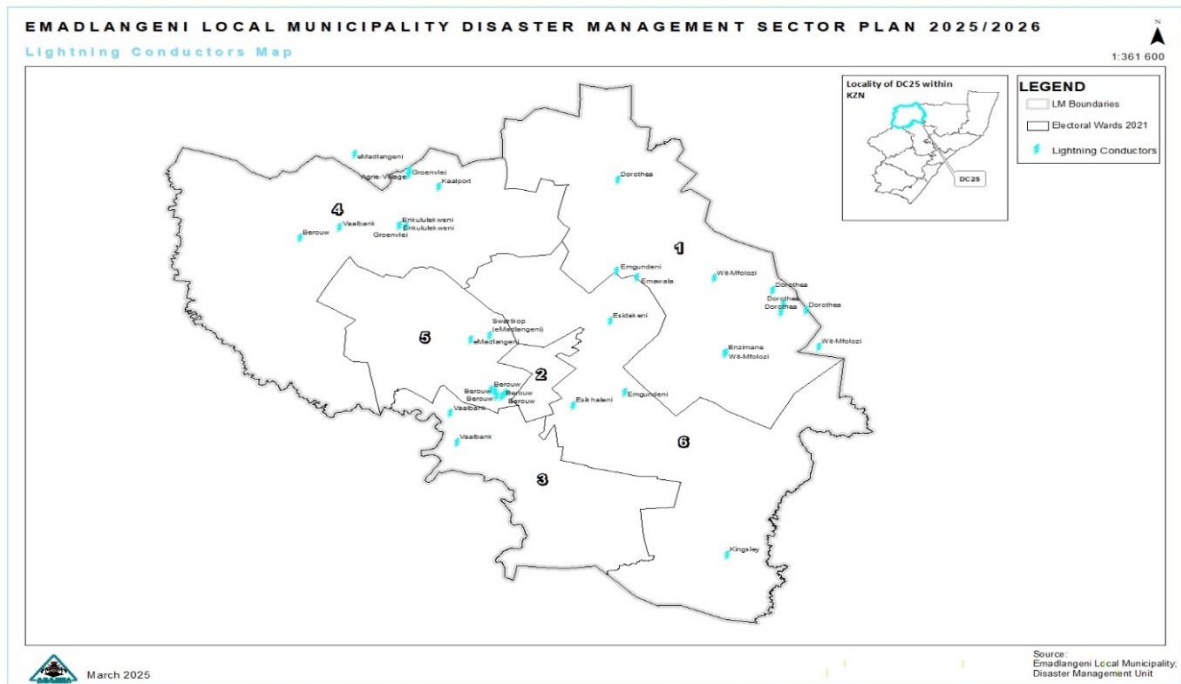 EMADLANGENI LOCAL MUNICIPALITY DISASTER MANAGEMENT SECTOR PLAN 2025/2026
Lightning Conductors Map
N
1:361 600
Locality of DC25 within
KZN
DC25
LEGEND
LM Boundaries
Electoral Wards 2021
Lightning Conductors
eMadlangeni
Agrie-Village
Groenvlei
Kaalport
Dorothea
4
Vaalbank
Enkululekweni
Enkululekweni
Berouw
Groenvlei
1
Emgundeni
Emawala
Wit-Mfolozi
Dorothea
Dorothea
Dorothea
Dorothea
Swartkop
(eMadlangeni)
5
eMadlangeni
Wit-Mfolozi
Enzimane
Wit-Mfolozi
2
Berouw
Berouw
Berouw
Berouw
Berouw
Emgundeni
Esikhaleni
Vaalbank
Vaalbank
6
3
Kingsley
March 2025
Source:
Emadlangeni Local Municipality;
Disaster Management Unit